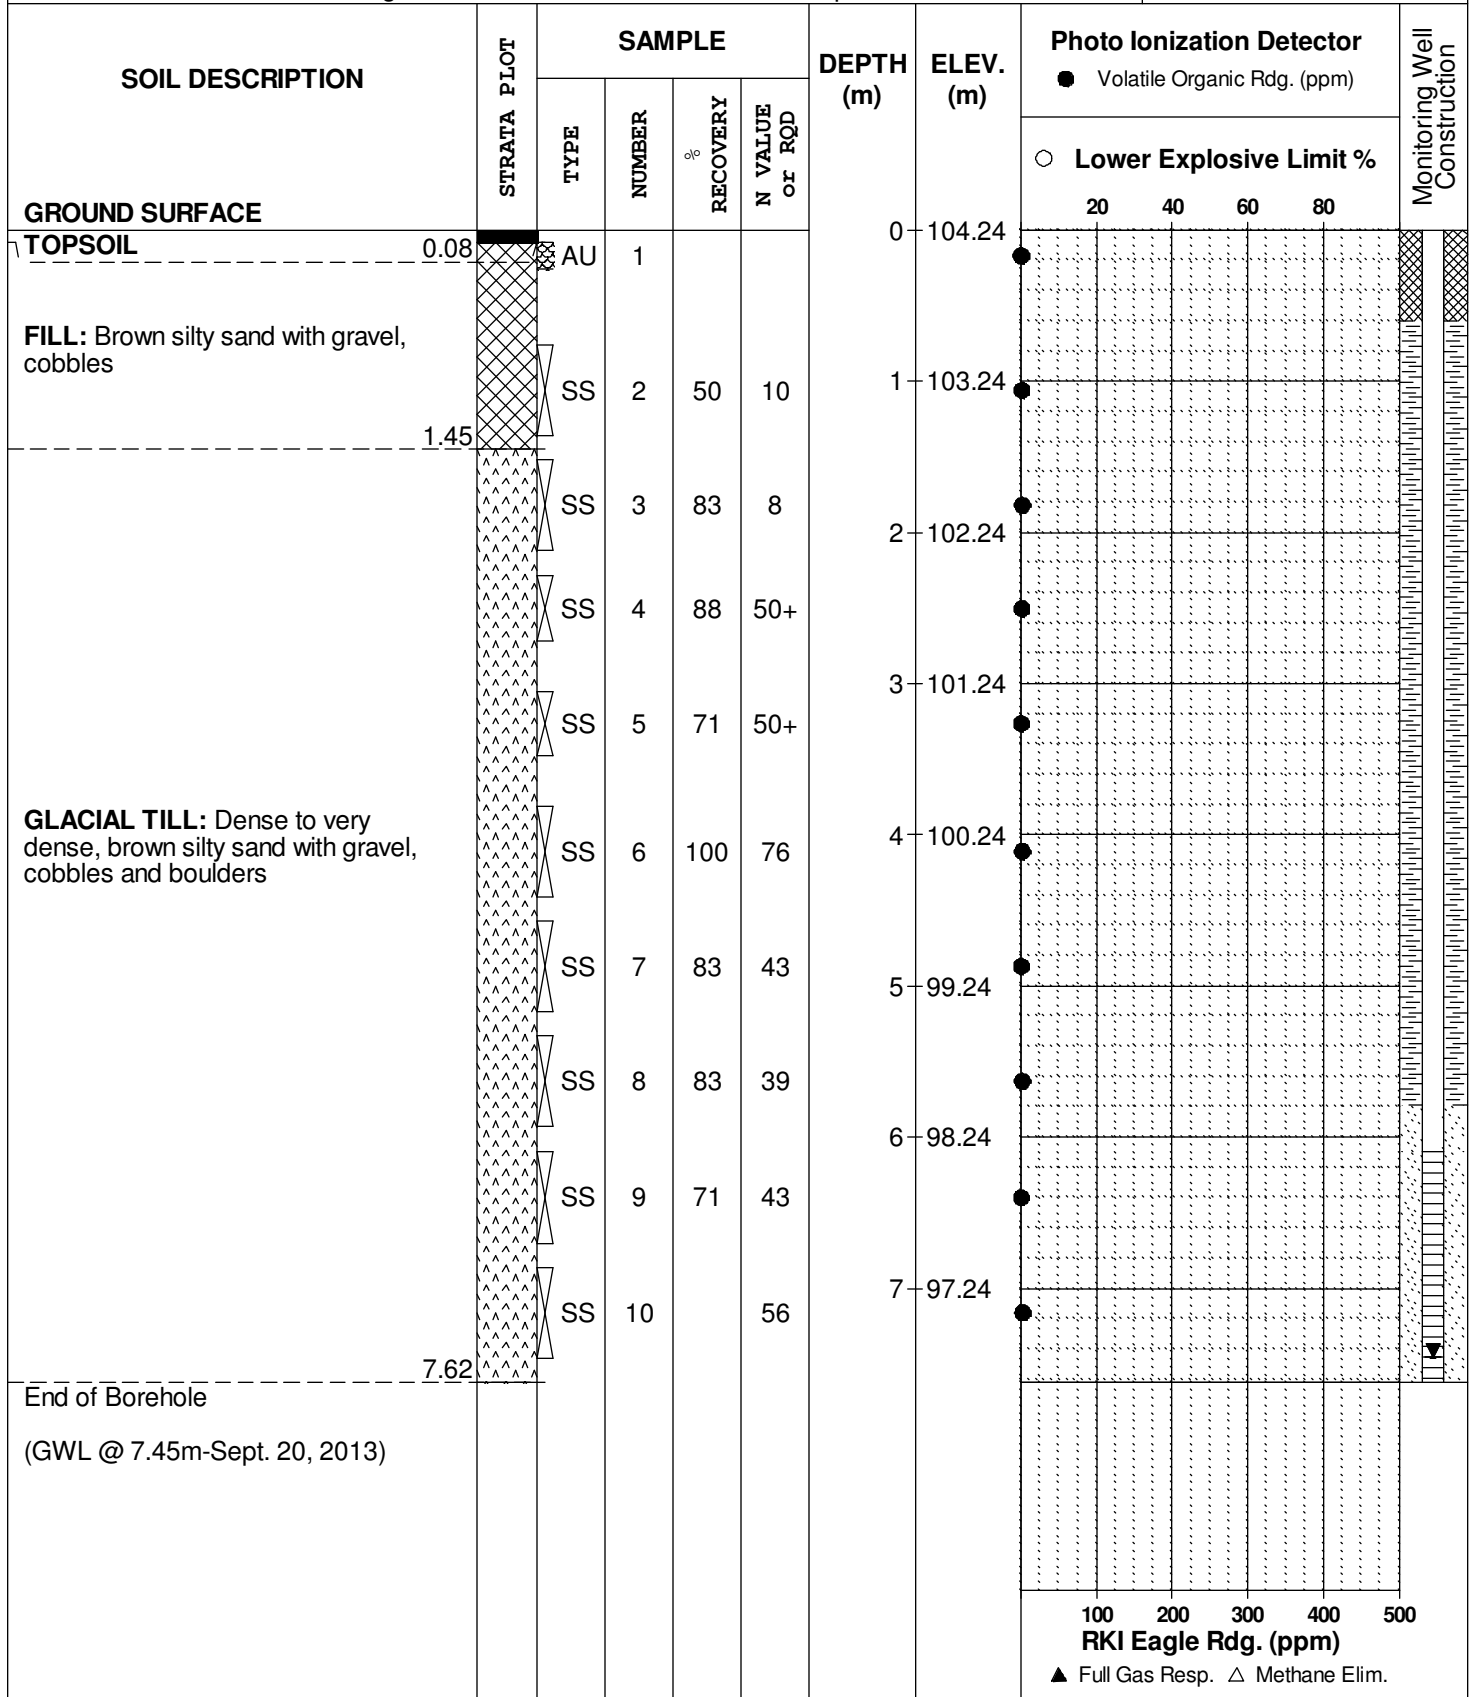 SOIL DESCRIPTION
STRATA PLOT
SAMPLE
TYPE
NUMBER
% RECOVERY
N VALUE or RQD
DEPTH (m)
ELEV. (m)
Photo Ionization Detector
● Volatile Organic Rdg. (ppm)
○ Lower Explosive Limit %
20 40 60 80
Monitoring Well Construction
GROUND SURFACE
0 104.24
TOPSOIL 0.08
AU 1
FILL: Brown silty sand with gravel,
cobbles
1 103.24
SS 2 50 10
1.45
SS 3 83 8
2 102.24
SS 4 88 50+
3 101.24
SS 5 71 50+
GLACIAL TILL: Dense to very
dense, brown silty sand with gravel,
cobbles and boulders
4 100.24
SS 6 100 76
SS 7 83 43
5 99.24
SS 8 83 39
6 98.24
SS 9 71 43
7 97.24
SS 10 56
7.62
End of Borehole
(GWL @ 7.45m-Sept. 20, 2013)
100 200 300 400 500
RKI Eagle Rdg. (ppm)
▲ Full Gas Resp. △ Methane Elim.